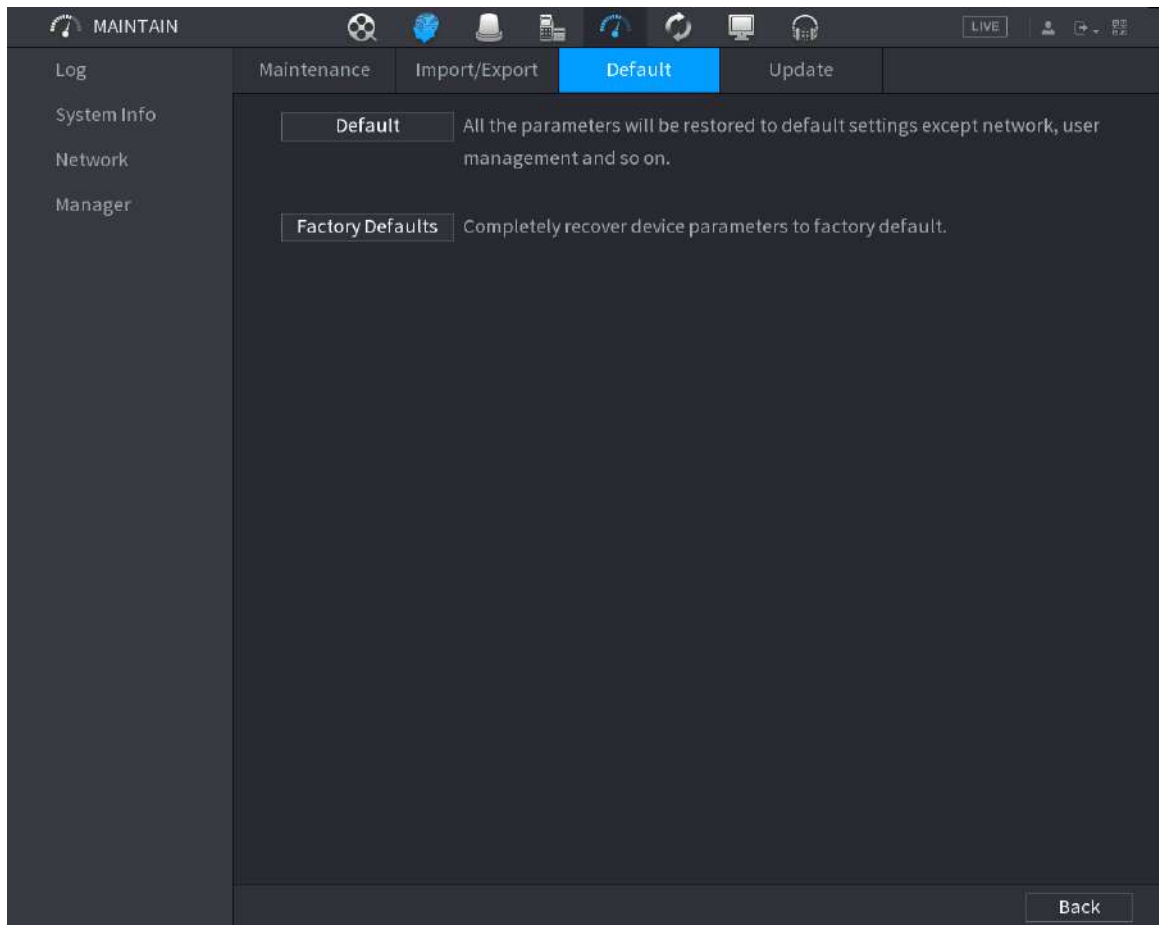 MAINTAIN
LIVE
Log
System Info
Network
Manager
Maintenance Import/Export Default Update
Default All the parameters will be restored to default settings except network, user
management and so on.
Factory Defaults Completely recover device parameters to factory default.
Back